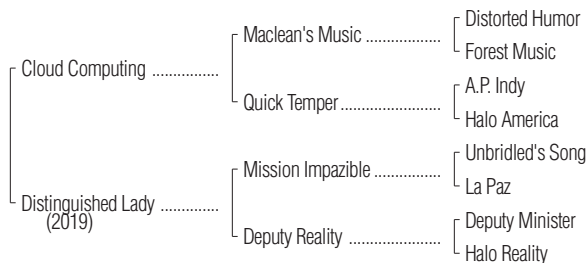 Distorted Humor
Maclean's Music ....................
Forest Music
Cloud Computing ...............
A.P. Indy
Quick Temper........................
Halo America
Unbridled's Song
Mission Impazible ................
La Paz
Distinguished Lady .............
(2019)
Deputy Minister
Deputy Reality ......................
Halo Reality